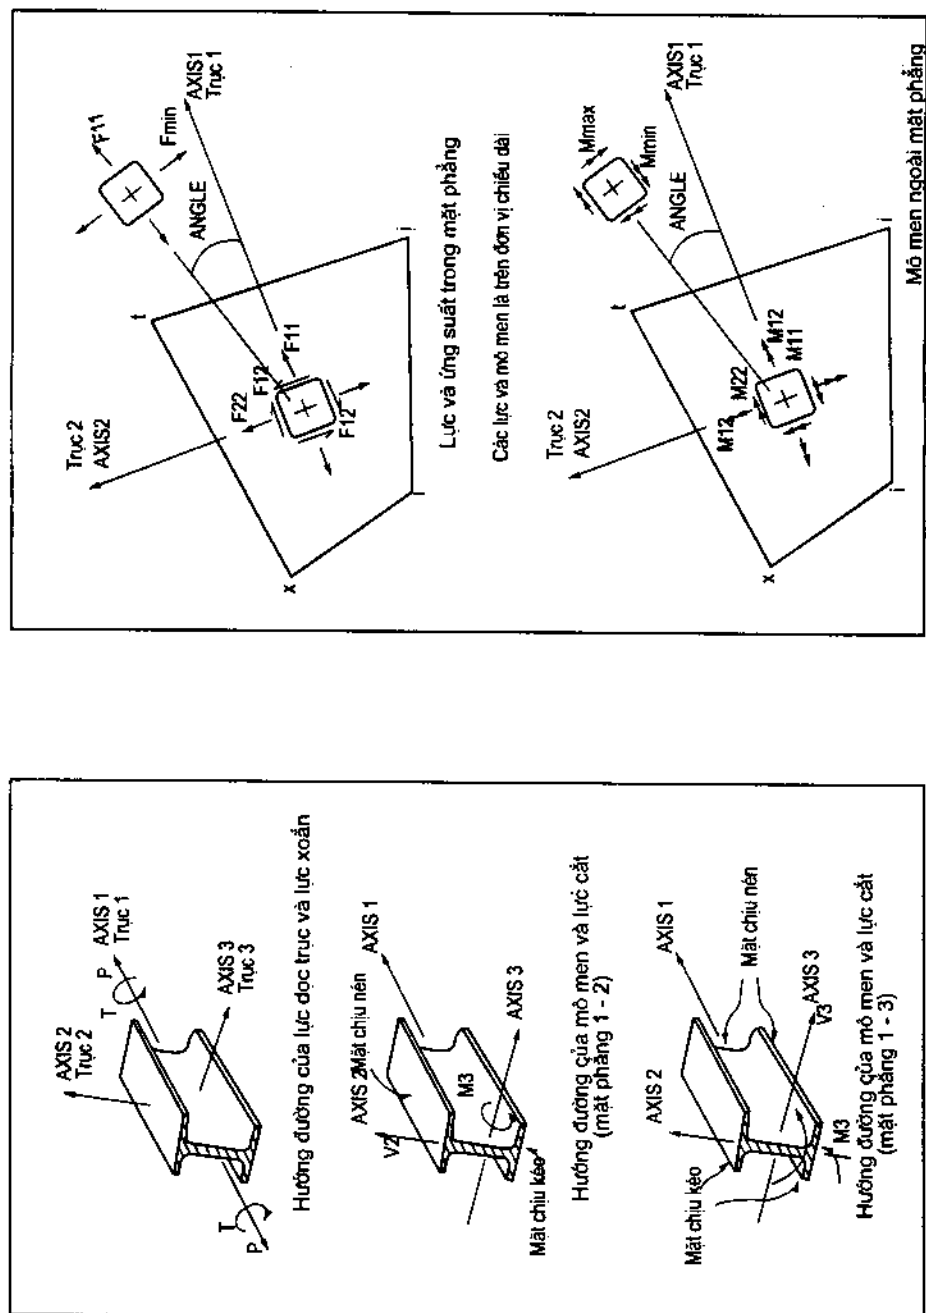 AXIS 2
Trục 2
T
P
AXIS 1
Trục 1
AXIS 3
Trục 3
T
P
Hướng đường của lực dọc trục và lực xoắn
V2
AXIS 2
Mặt chịu nén
AXIS 1
M3
AXIS 3
Mặt chịu kéo
Hướng đường của mô men và lực cắt
(mặt phẳng 1 - 2)
AXIS 2
AXIS 1
Mặt chịu kéo
Mặt chịu nén
AXIS 3
V3
M3
Hướng đường của mô men và lực cắt
(mặt phẳng 1 - 3)
Trục 2
AXIS2
F11
Fmin
AXIS1
Trục 1
ANGLE
t
F22
F12
F11
F12
x
i
j
Lực và ứng suất trong mặt phẳng
Các lực và mô men là trên đơn vị chiều dài
Trục 2
AXIS2
Mmax
Mmin
AXIS1
Trục 1
ANGLE
t
M12
M22
M12
M11
x
i
i
Mô men ngoài mặt phẳng